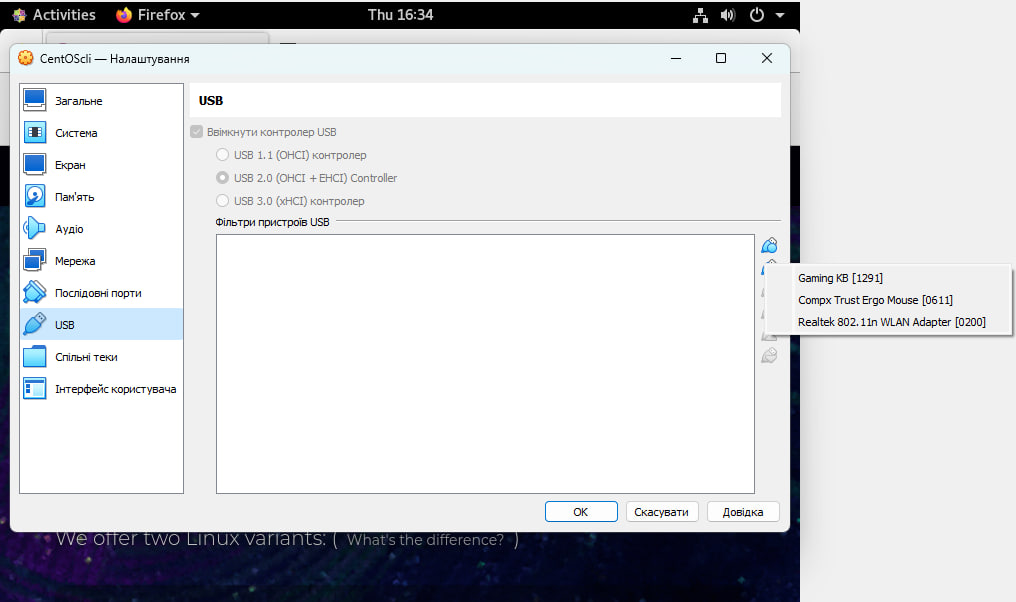 Activities Firefox Thu 16:34
CentOScli — Налаштування
Загальне
Система
Екран
Пам'ять
Аудіо
Мережа
Послідовні порти
USB
Спільні теки
Інтерфейс користувача
USB
Ввімкнути контролер USB
USB 1.1 (OHCI) контролер
USB 2.0 (OHCI + EHCI) Controller
USB 3.0 (xHCI) контролер
Фільтри пристроїв USB
Gaming KB [1291]
Compx Trust Ergo Mouse [0611]
Realtek 802.11n WLAN Adapter [0200]
OK Скасувати Довідка
We offer two Linux variants: ( What's the difference? )